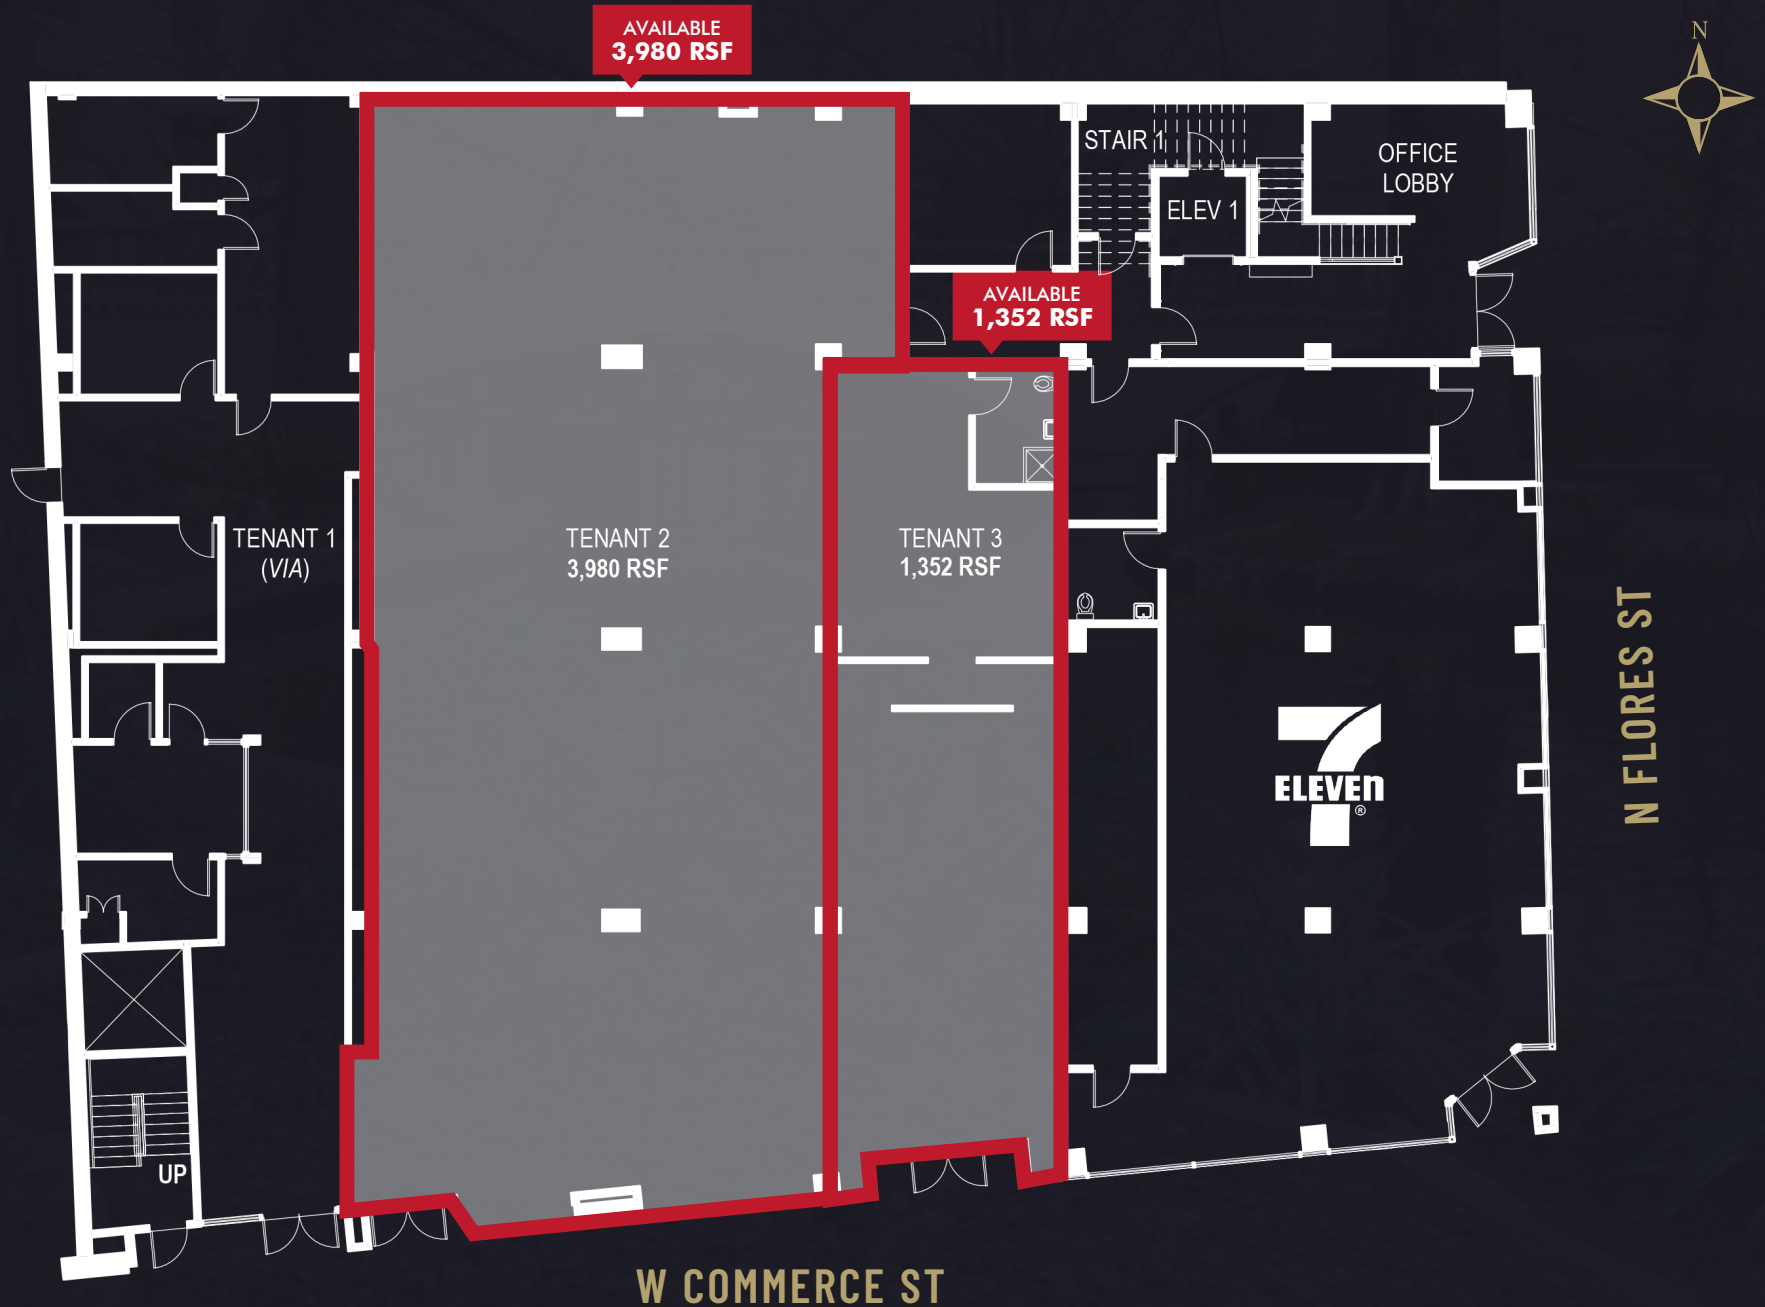 AVAILABLE
3,980 RSF
N
STAIR 1
OFFICE
LOBBY
ELEV 1
AVAILABLE
1,352 RSF
TENANT 1
(VIA)
TENANT 2
3,980 RSF
TENANT 3
1,352 RSF
N FLORES ST
7
ELEVEn
®
UP
W COMMERCE ST